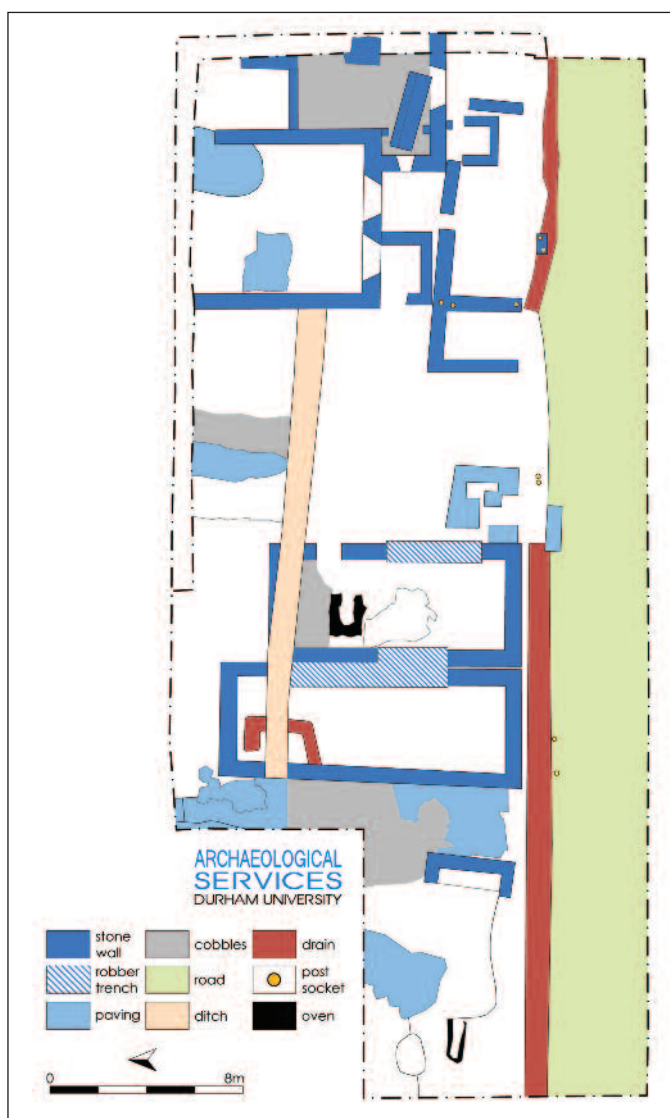 ARCHAEOLOGICAL
SERVICES
DURHAM UNIVERSITY
stone
wall
cobbles
drain
robber
trench
road
post
socket
paving
ditch
oven
0
8m